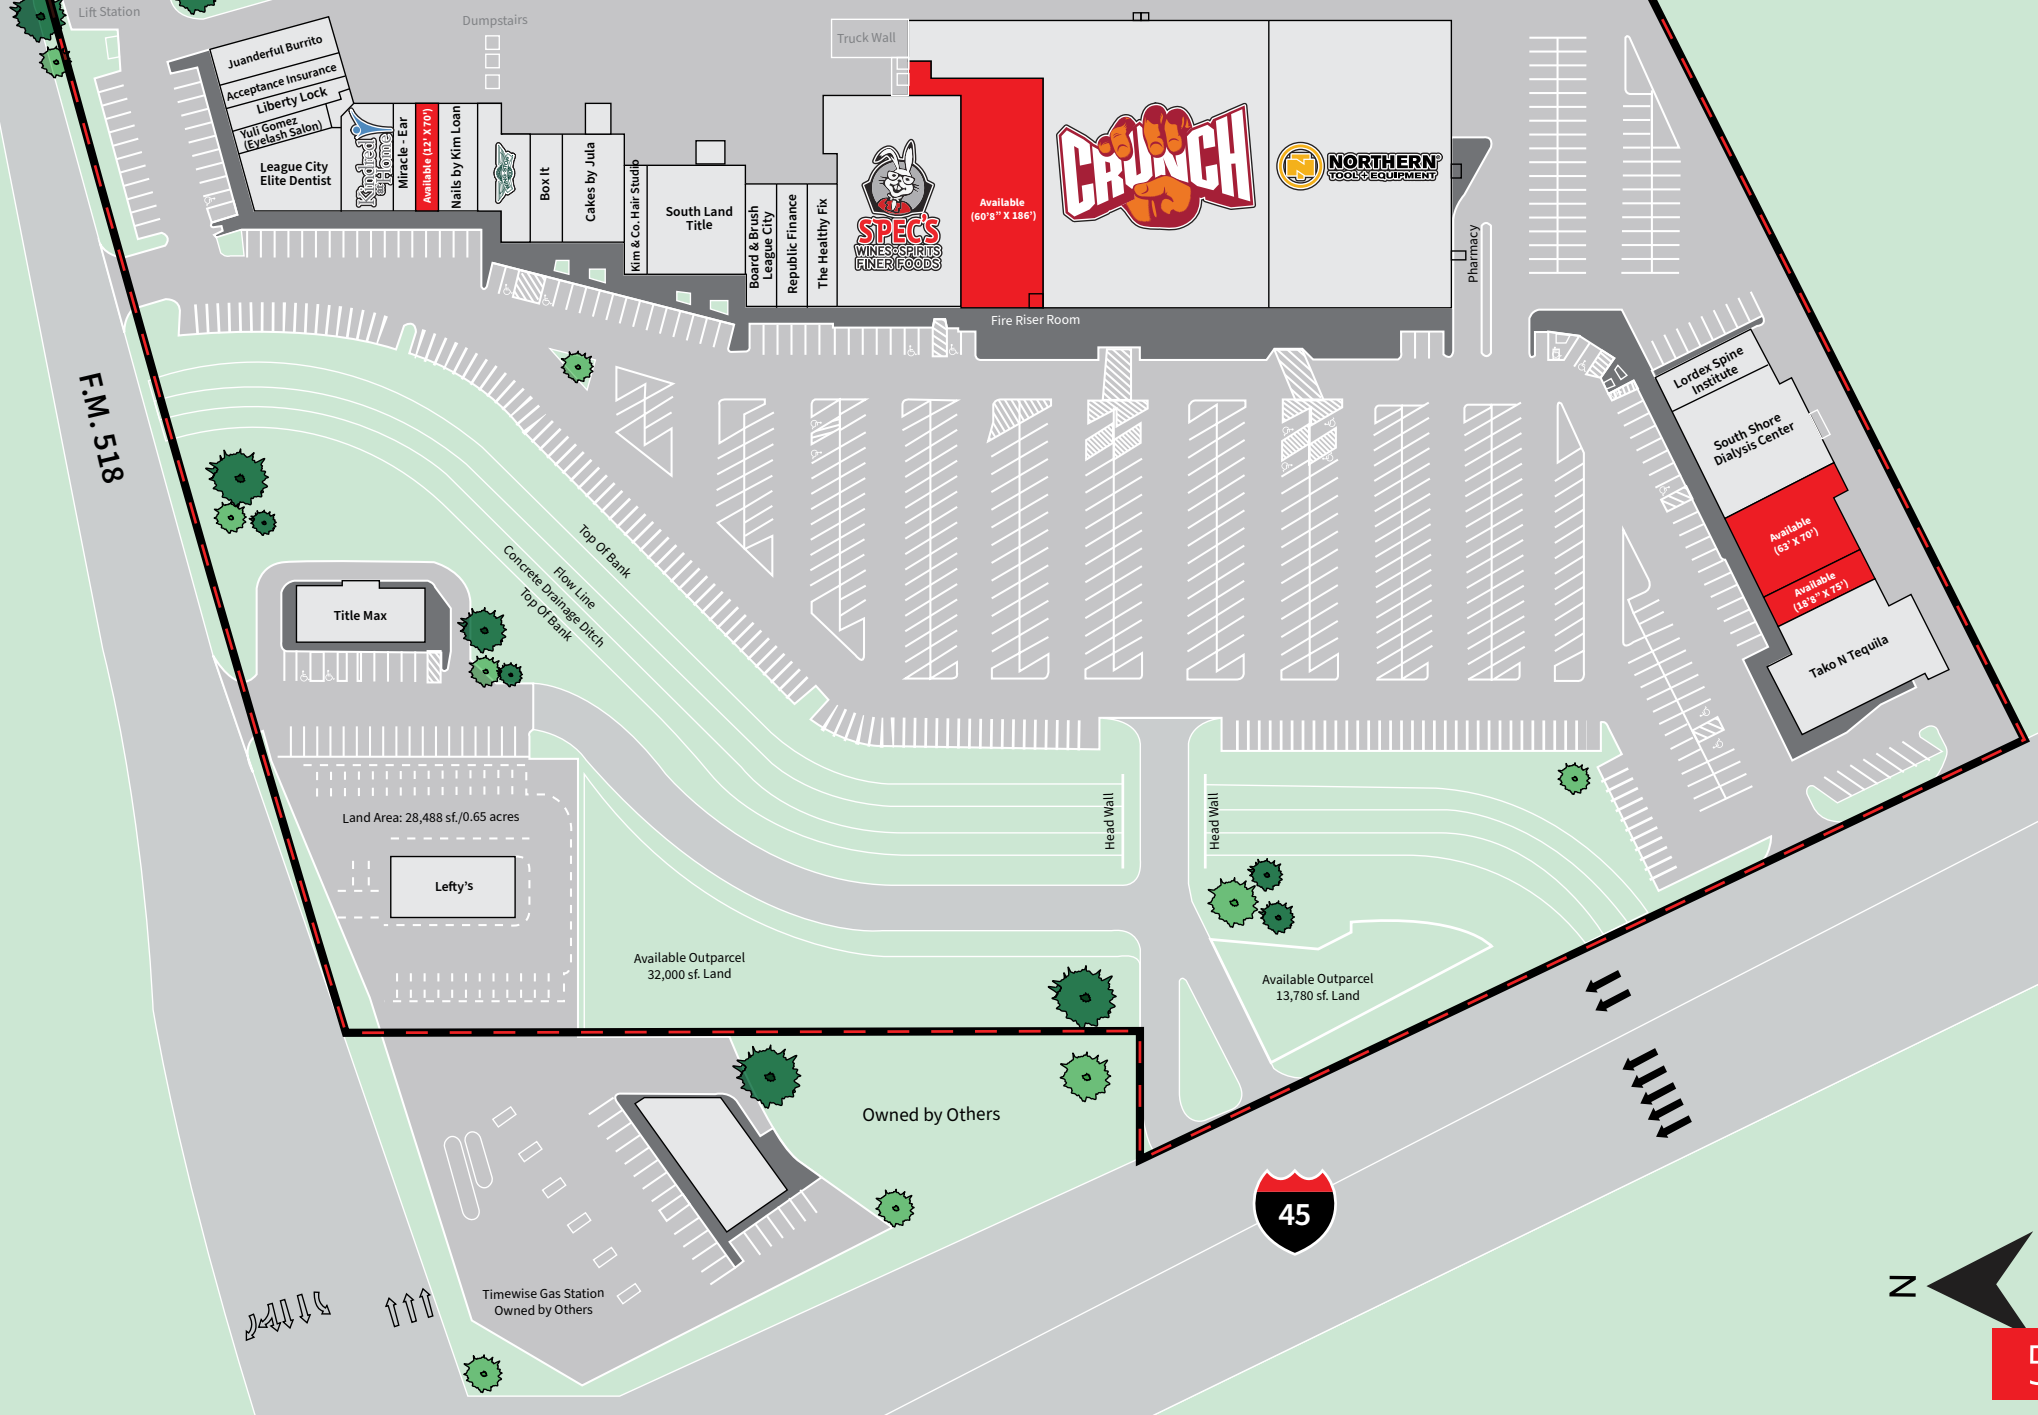 Lift Station
Dumpstairs
Truck Wall
Juanderful Burrito
Acceptance Insurance
Liberty Lock
Yuli Gomez
(Eyelash Salon)
League City
Elite Dentist
Kindred
at Home
Miracle - Ear
Available (12' X 70')
Nails by Kim Loan
Box It
Cakes by Jula
Kim & Co. Hair Studio
South Land
Title
Board & Brush
League City
Republic Finance
The Healthy Fix
SPEC'S
WINES•SPIRITS
FINER FOODS
Available
(60'8" X 186')
CRUNCH
N
NORTHERN
TOOL+EQUIPMENT
Pharmacy
Fire Riser Room
Lordex Spine
Institute
South Shore
Dialysis Center
Available
(63' X 70')
Available
(18'8" X 75')
Tako N Tequila
F.M. 518
Top Of Bank
Flow Line
Concrete Drainage Ditch
Top Of Bank
Title Max
Land Area: 28,488 sf./0.65 acres
Lefty's
Head Wall
Head Wall
Available Outparcel
32,000 sf. Land
Available Outparcel
13,780 sf. Land
Owned by Others
45
Timewise Gas Station
Owned by Others
N